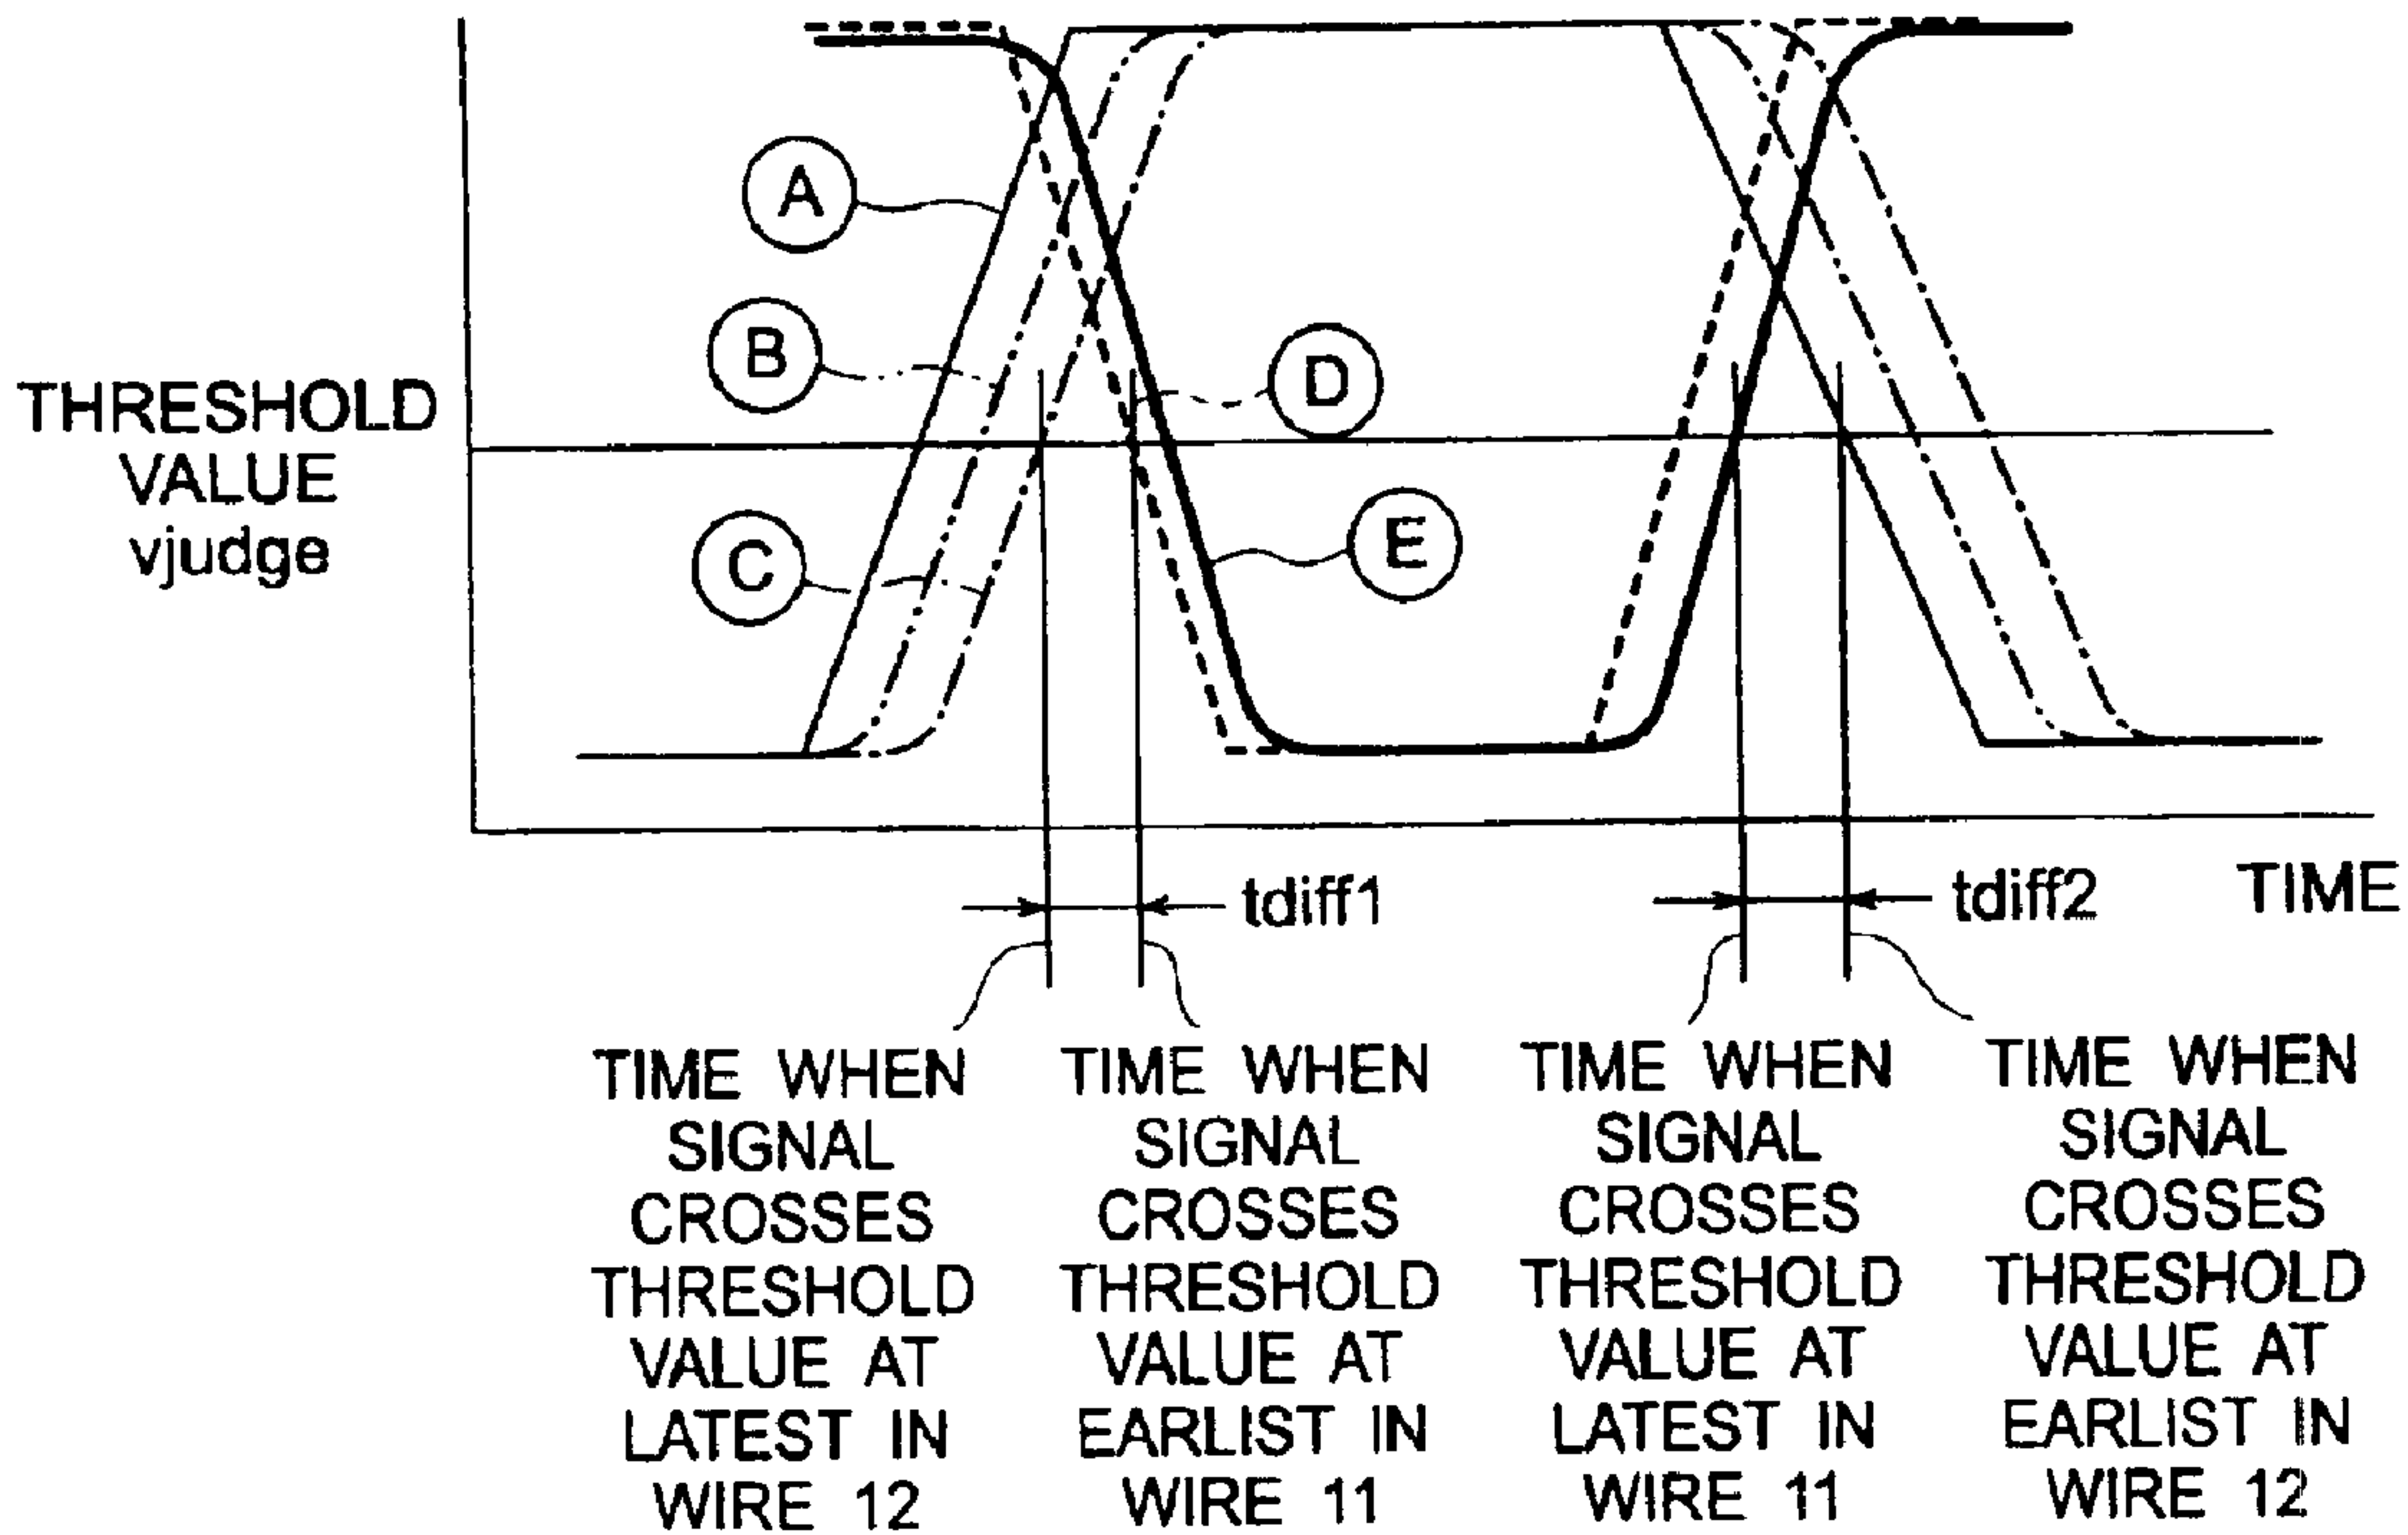 A
B
THRESHOLD
VALUE
vjudge
D
C
E
tdiff1
tdiff2
TIME
TIME WHEN
SIGNAL
CROSSES
THRESHOLD
VALUE AT
LATEST IN
WIRE 12
TIME WHEN
SIGNAL
CROSSES
THRESHOLD
VALUE AT
EARLIST IN
WIRE 11
TIME WHEN
SIGNAL
CROSSES
THRESHOLD
VALUE AT
LATEST IN
WIRE 11
TIME WHEN
SIGNAL
CROSSES
THRESHOLD
VALUE AT
EARLIST IN
WIRE 12